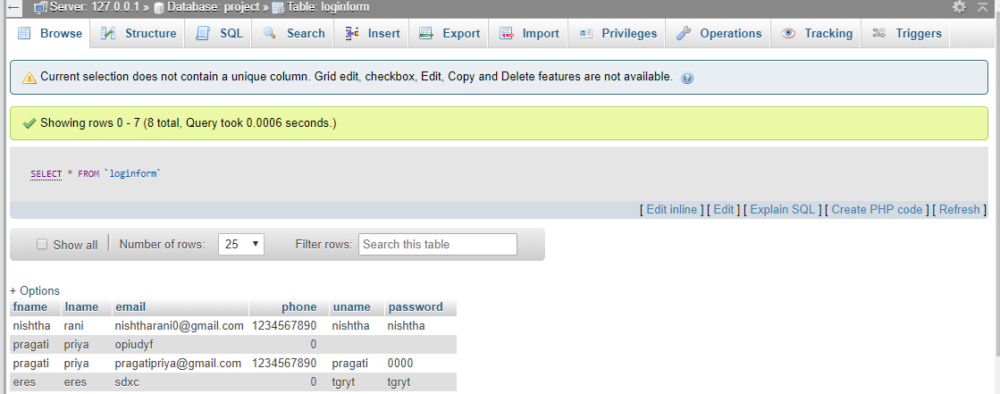 Server: 127.0.0.1 » Database: project » Table: loginform
Browse Structure SQL Search Insert Export Import Privileges Operations Tracking Triggers
Current selection does not contain a unique column. Grid edit, checkbox, Edit, Copy and Delete features are not available.
Showing rows 0 - 7 (8 total, Query took 0.0006 seconds.)
SELECT * FROM `loginform`
[ Edit inline ] [ Edit ] [ Explain SQL ] [ Create PHP code ] [ Refresh ]
Show all Number of rows: 25 Filter rows: Search this table
+ Options
fname lname email phone uname password
nishtha rani nishtharani0@gmail.com 1234567890 nishtha nishtha
pragati priya opiudyf 0
pragati priya pragatipriya@gmail.com 1234567890 pragati 0000
eres eres sdxc 0 tgryt tgryt